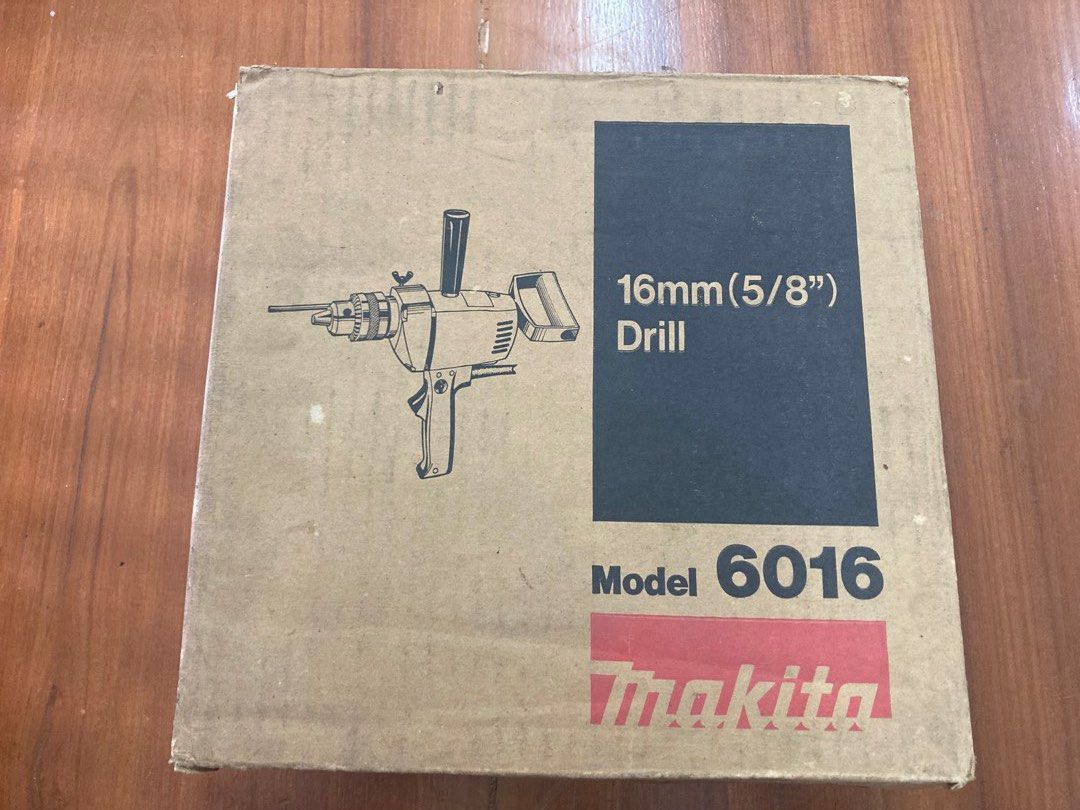 16mm(5/8”)
Drill
Model 6016
makita